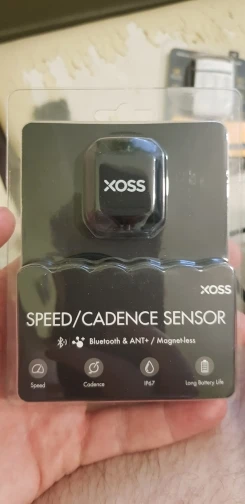 XOSS
XOSS
SPEED/CADENCE SENSOR
Bluetooth & ANT+ / Magnet-less
Speed Cadence IP67 Long Battery Life